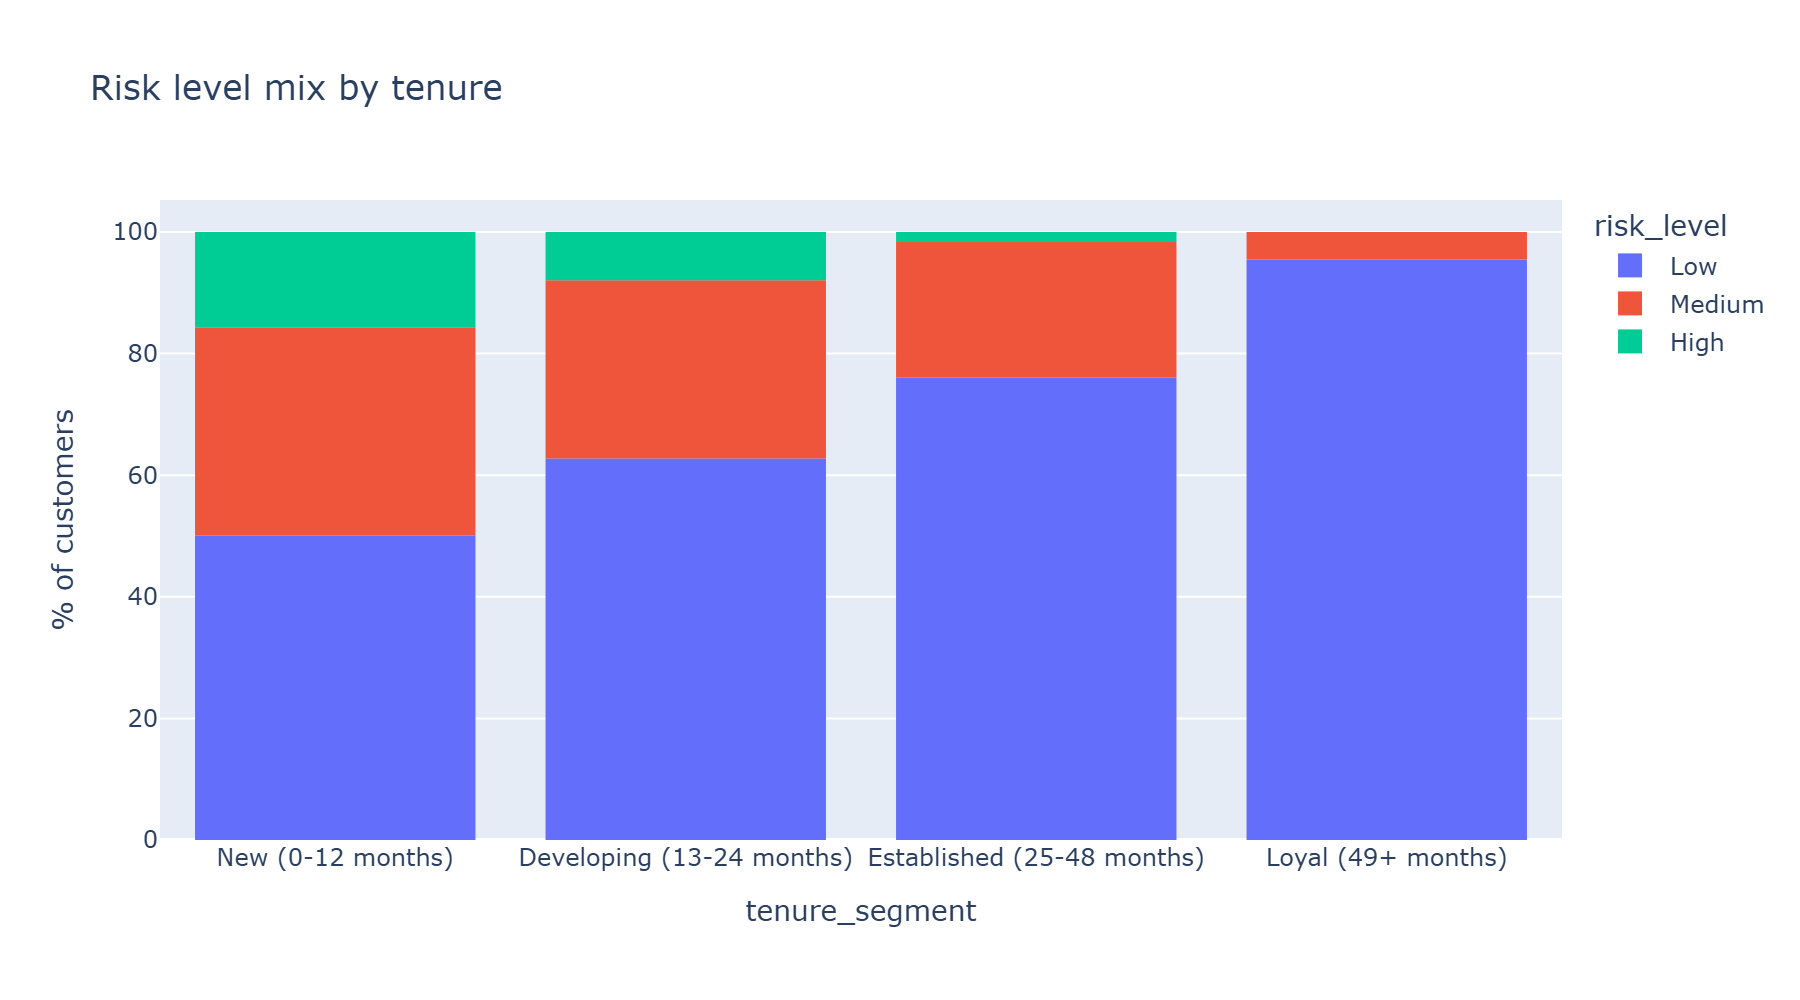 Risk level mix by tenure
% of customers
100
80
60
40
20
0
New (0-12 months)
Developing (13-24 months)
Established (25-48 months)
Loyal (49+ months)
tenure_segment
risk_level
Low
Medium
High